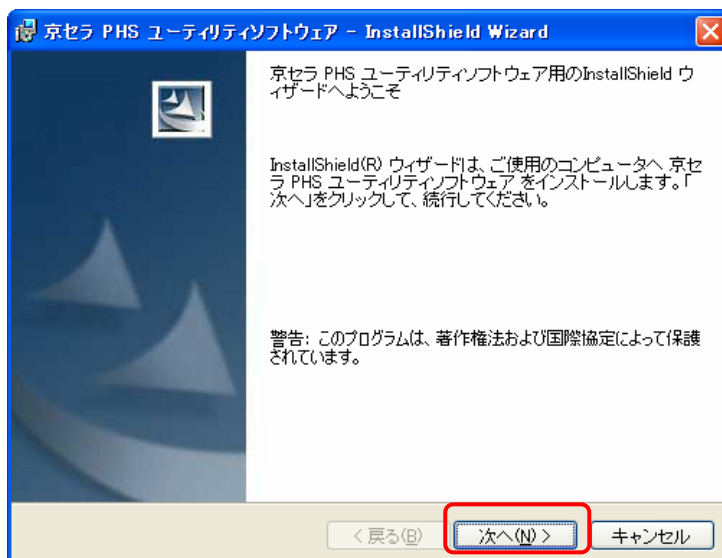 京セラ PHS ユーティリティソフトウェア - InstallShield Wizard
京セラ PHS ユーティリティソフトウェア用のInstallShield ウ
ィザードへようこそ
InstallShield(R) ウィザードは、ご使用のコンピュータへ 京セ
ラ PHS ユーティリティソフトウェア をインストールします。「
次へ」をクリックして、続行してください。
警告: このプログラムは、著作権法および国際協定によって保護
されています。
< 戻る(B)
次へ(N) >
キャンセル